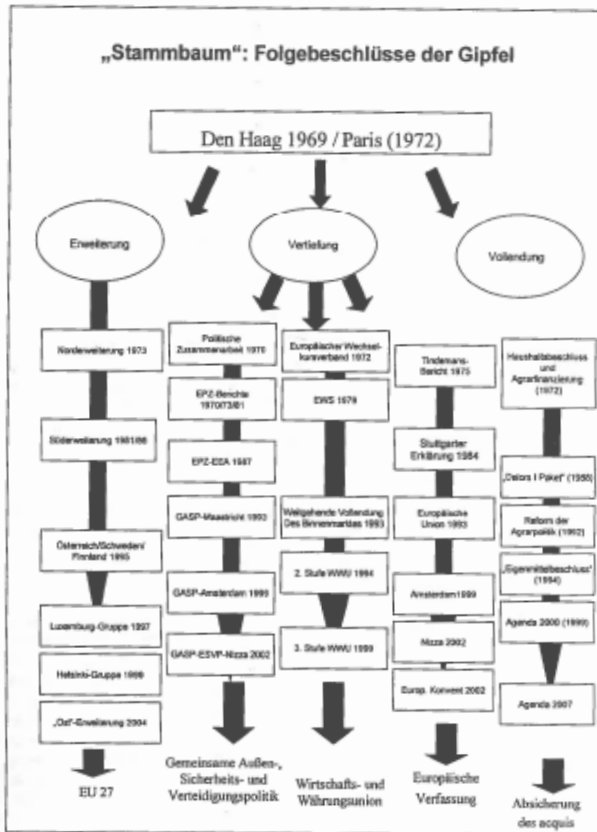 „Stammbaum“: Folgebeschlüsse der Gipfel
Den Haag 1969 / Paris (1972)
Erweiterung
Vertiefung
Vollendung
Norderweiterung 1973
Süderweiterung 1981/86
Österreich/Schweden/
Finnland 1995
Luxemburg-Gruppe 1997
Helsinki-Gruppe 1999
„Ost“-Erweiterung 2004
EU 27
Politische
Zusammenarbeit 1970
EPZ-Berichte
1970/73/81
EPZ-EEA 1987
GASP-Maastricht 1993
GASP-Amsterdam 1999
GASP-ESVP-Nizza 2002
Gemeinsame Außen-,
Sicherheits- und
Verteidigungspolitik
Europäischer Wechsel-
kursverband 1972
EWS 1979
Weitgehende Vollendung
Des Binnenmarktes 1993
2. Stufe WWU 1994
3. Stufe WWU 1999
Wirtschafts- und
Währungsunion
Tindemans-
Bericht 1975
Stuttgarter
Erklärung 1984
Europäische
Union 1993
Amsterdam 1999
Nizza 2002
Europ. Konvent 2002
Europäische
Verfassung
Haushaltsbeschluss
und
Agrarfinanzierung
(1972)
„Delors I Paket“ (1988)
Reform der
Agrarpolitik (1992)
„Eigenmittelbeschluss“
(1994)
Agenda 2000 (1999)
Agenda 2007
Absicherung
des acquis